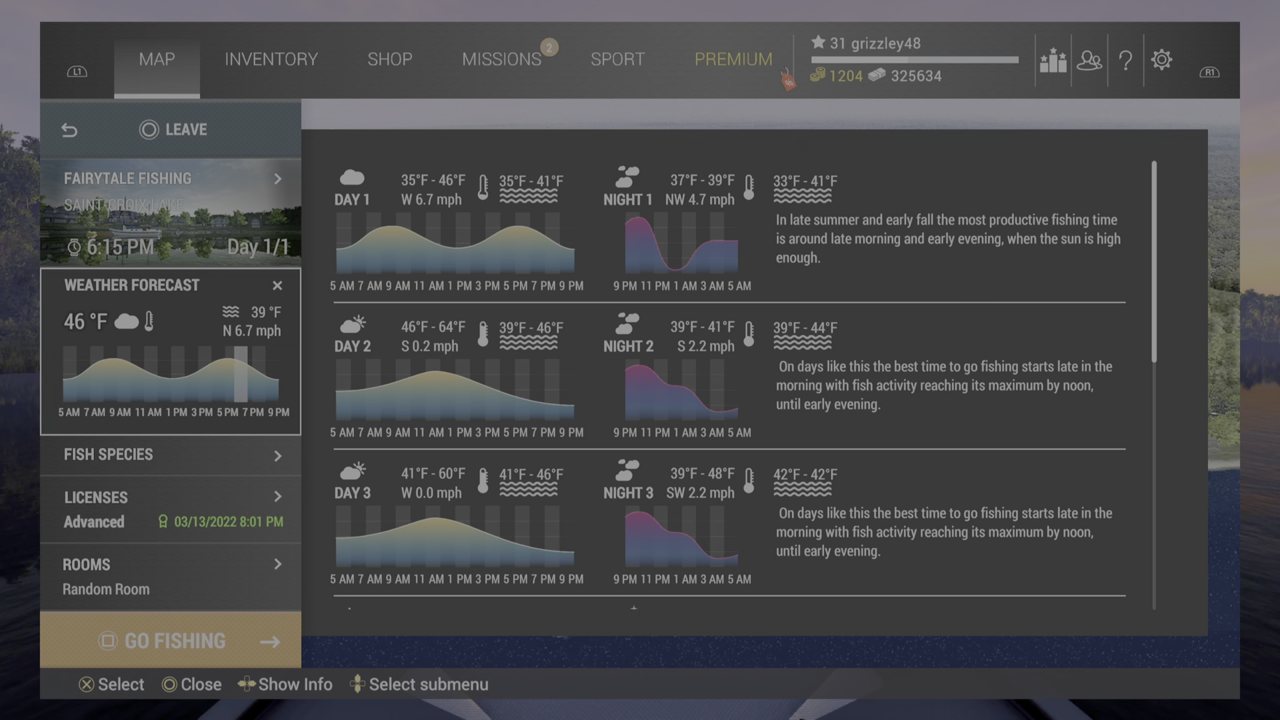 L1
MAP
INVENTORY
SHOP
MISSIONS 2
SPORT
PREMIUM
31 grizzley48
1204 325634
?
R1
LEAVE
FAIRYTALE FISHING
SAINT-CROIX LAKE
6:15 PM Day 1/1
WEATHER FORECAST
46 °F 39 °F
N 6.7 mph
5 AM 7 AM 9 AM 11 AM 1 PM 3 PM 5 PM 7 PM 9 PM
FISH SPECIES
LICENSES
Advanced 03/13/2022 8:01 PM
ROOMS
Random Room
GO FISHING
35°F - 46°F 35°F - 41°F
DAY 1 W 6.7 mph
5 AM 7 AM 9 AM 11 AM 1 PM 3 PM 5 PM 7 PM 9 PM
37°F - 39°F 33°F - 41°F
NIGHT 1 NW 4.7 mph
9 PM 11 PM 1 AM 3 AM 5 AM
In late summer and early fall the most productive fishing time
is around late morning and early evening, when the sun is high
enough.
46°F - 64°F 39°F - 46°F
DAY 2 S 0.2 mph
5 AM 7 AM 9 AM 11 AM 1 PM 3 PM 5 PM 7 PM 9 PM
39°F - 41°F 39°F - 44°F
NIGHT 2 S 2.2 mph
9 PM 11 PM 1 AM 3 AM 5 AM
On days like this the best time to go fishing starts late in the
morning with fish activity reaching its maximum by noon,
until early evening.
41°F - 60°F 41°F - 46°F
DAY 3 W 0.0 mph
5 AM 7 AM 9 AM 11 AM 1 PM 3 PM 5 PM 7 PM 9 PM
39°F - 48°F 42°F - 42°F
NIGHT 3 SW 2.2 mph
9 PM 11 PM 1 AM 3 AM 5 AM
On days like this the best time to go fishing starts late in the
morning with fish activity reaching its maximum by noon,
until early evening.
Select Close Show Info Select submenu